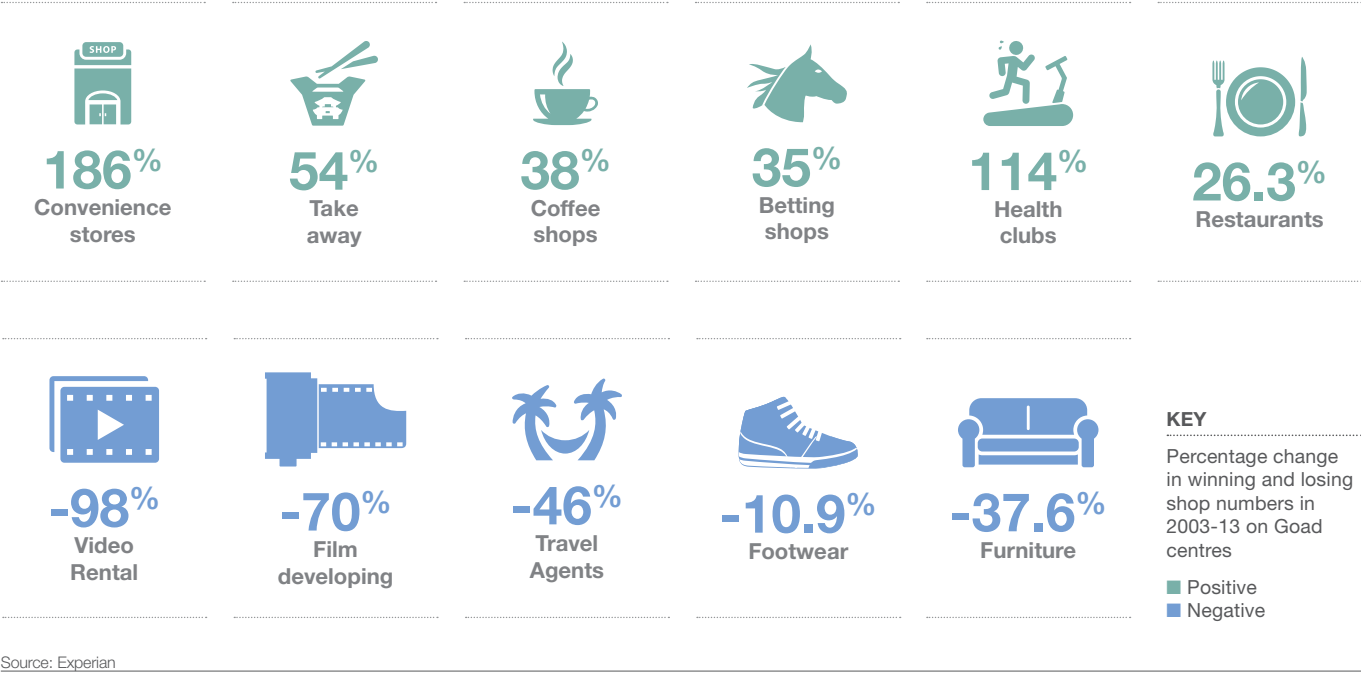 SHOP
186%
Convenience
stores
54%
Take
away
38%
Coffee
shops
35%
Betting
shops
114%
Health
clubs
26.3%
Restaurants
-98%
Video
Rental
-70%
Film
developing
-46%
Travel
Agents
-10.9%
Footwear
-37.6%
Furniture
KEY
Percentage change
in winning and losing
shop numbers in
2003-13 on Goad
centres
Positive
Negative
Source: Experian